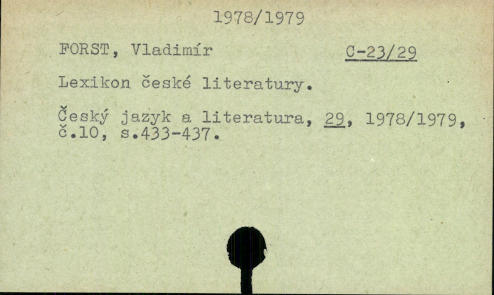 1978/1979
FORST, Vladimír C-23/29
Lexikon české literatury.
Český jazyk a literatura, 29, 1978/1979,
č.10, s.433-437.